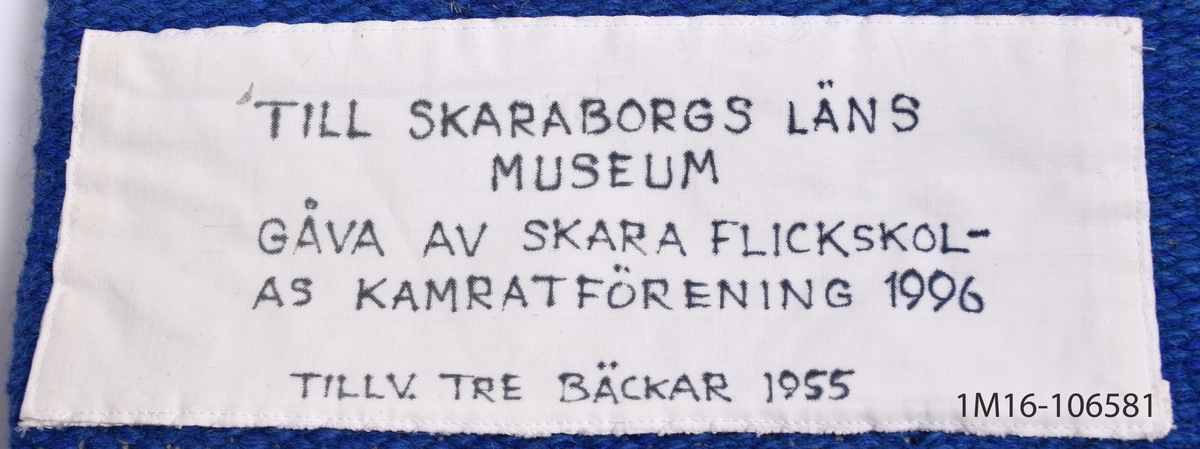 TILL SKARABORGS LÄNS
MUSEUM
GÅVA AV SKARA FLICKSKOL-
AS KAMRATFÖRENING 1996
TILLV. TRE BÄCKAR 1955
1M16-106581